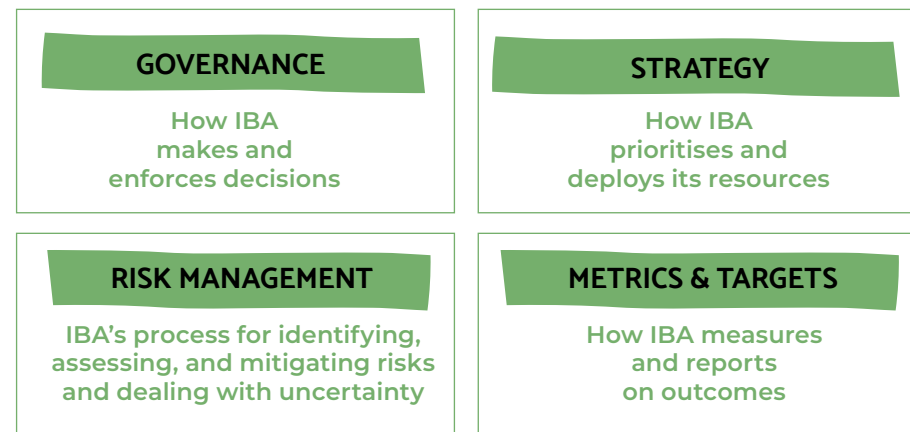 GOVERNANCE
How IBA
makes and
enforces decisions
STRATEGY
How IBA
prioritises and
deploys its resources
RISK MANAGEMENT
IBA’s process for identifying,
assessing, and mitigating risks
and dealing with uncertainty
METRICS & TARGETS
How IBA measures
and reports
on outcomes